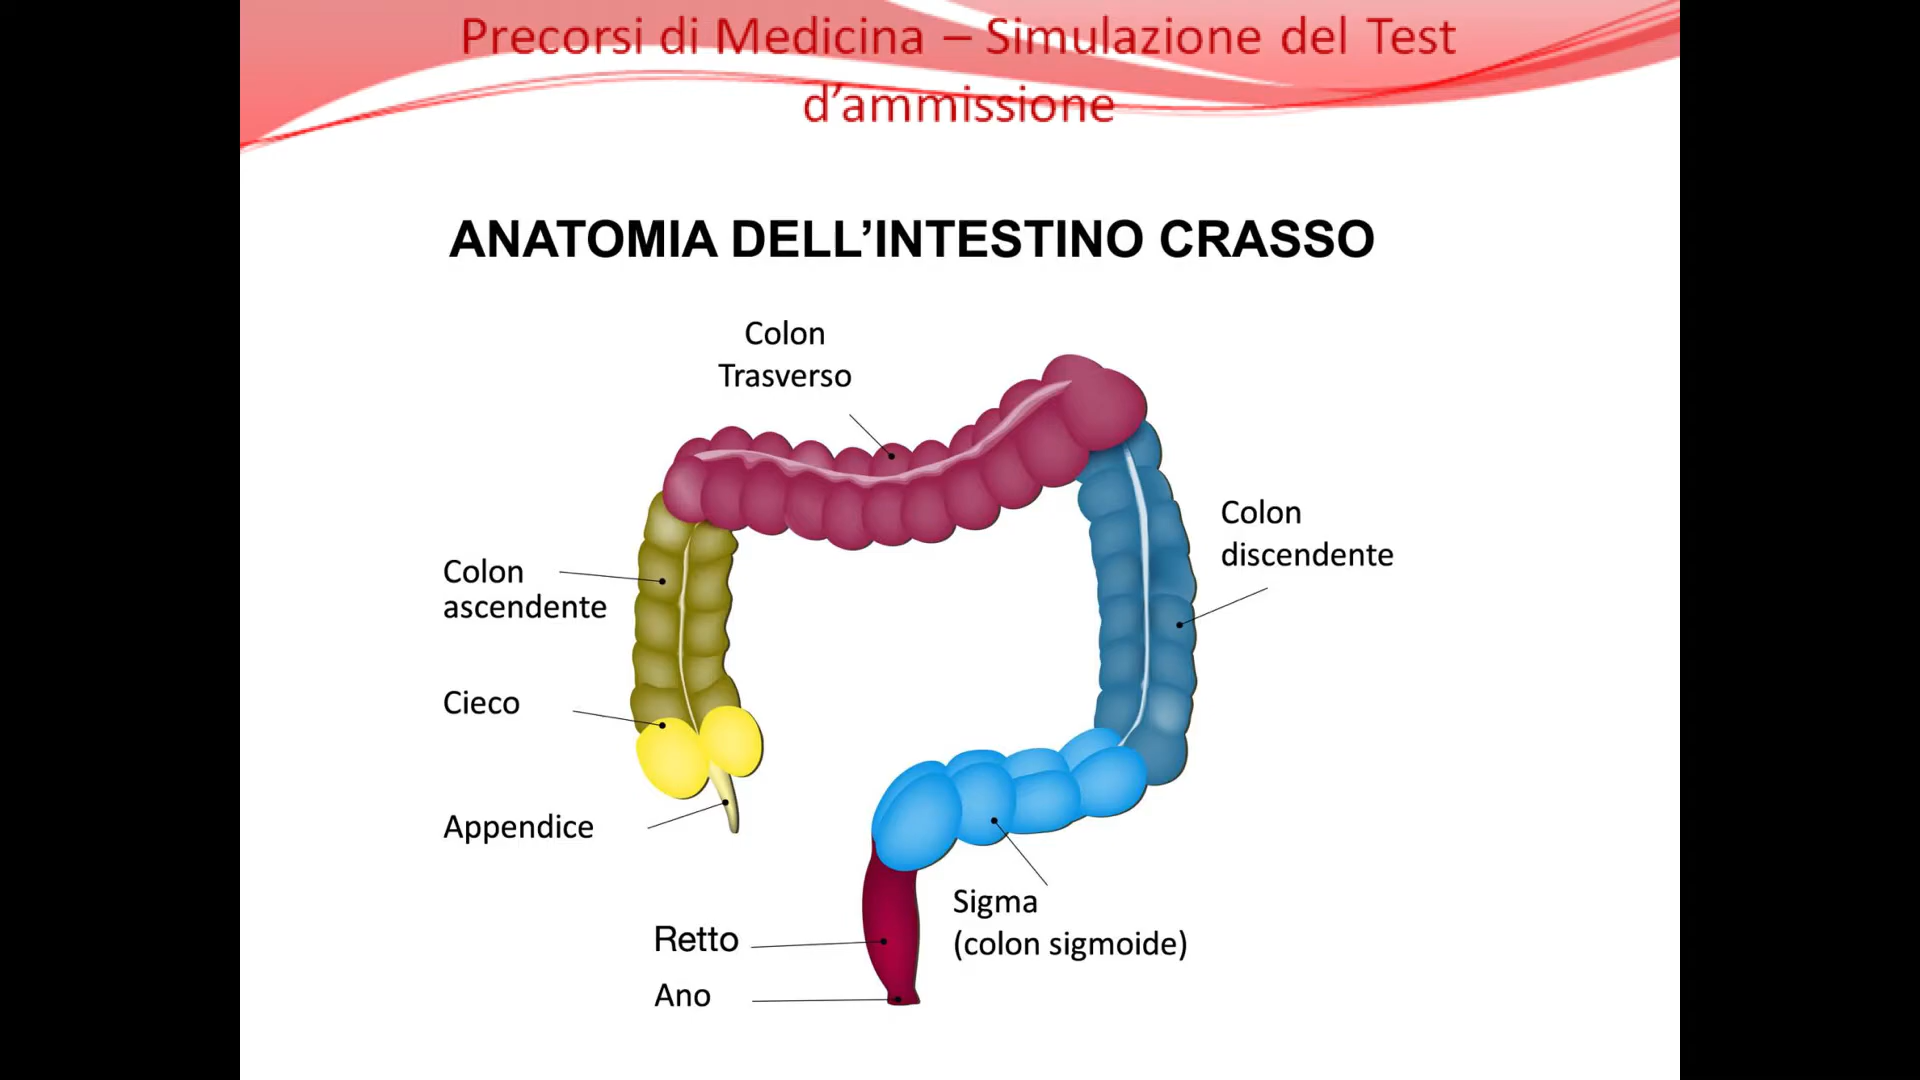 Precorsi di Medicina – Simulazione del Test
d’ammissione
ANATOMIA DELL’INTESTINO CRASSO
Colon
Trasverso
Colon
discendente
Colon
ascendente
Cieco
Appendice
Sigma
(colon sigmoide)
Retto
Ano